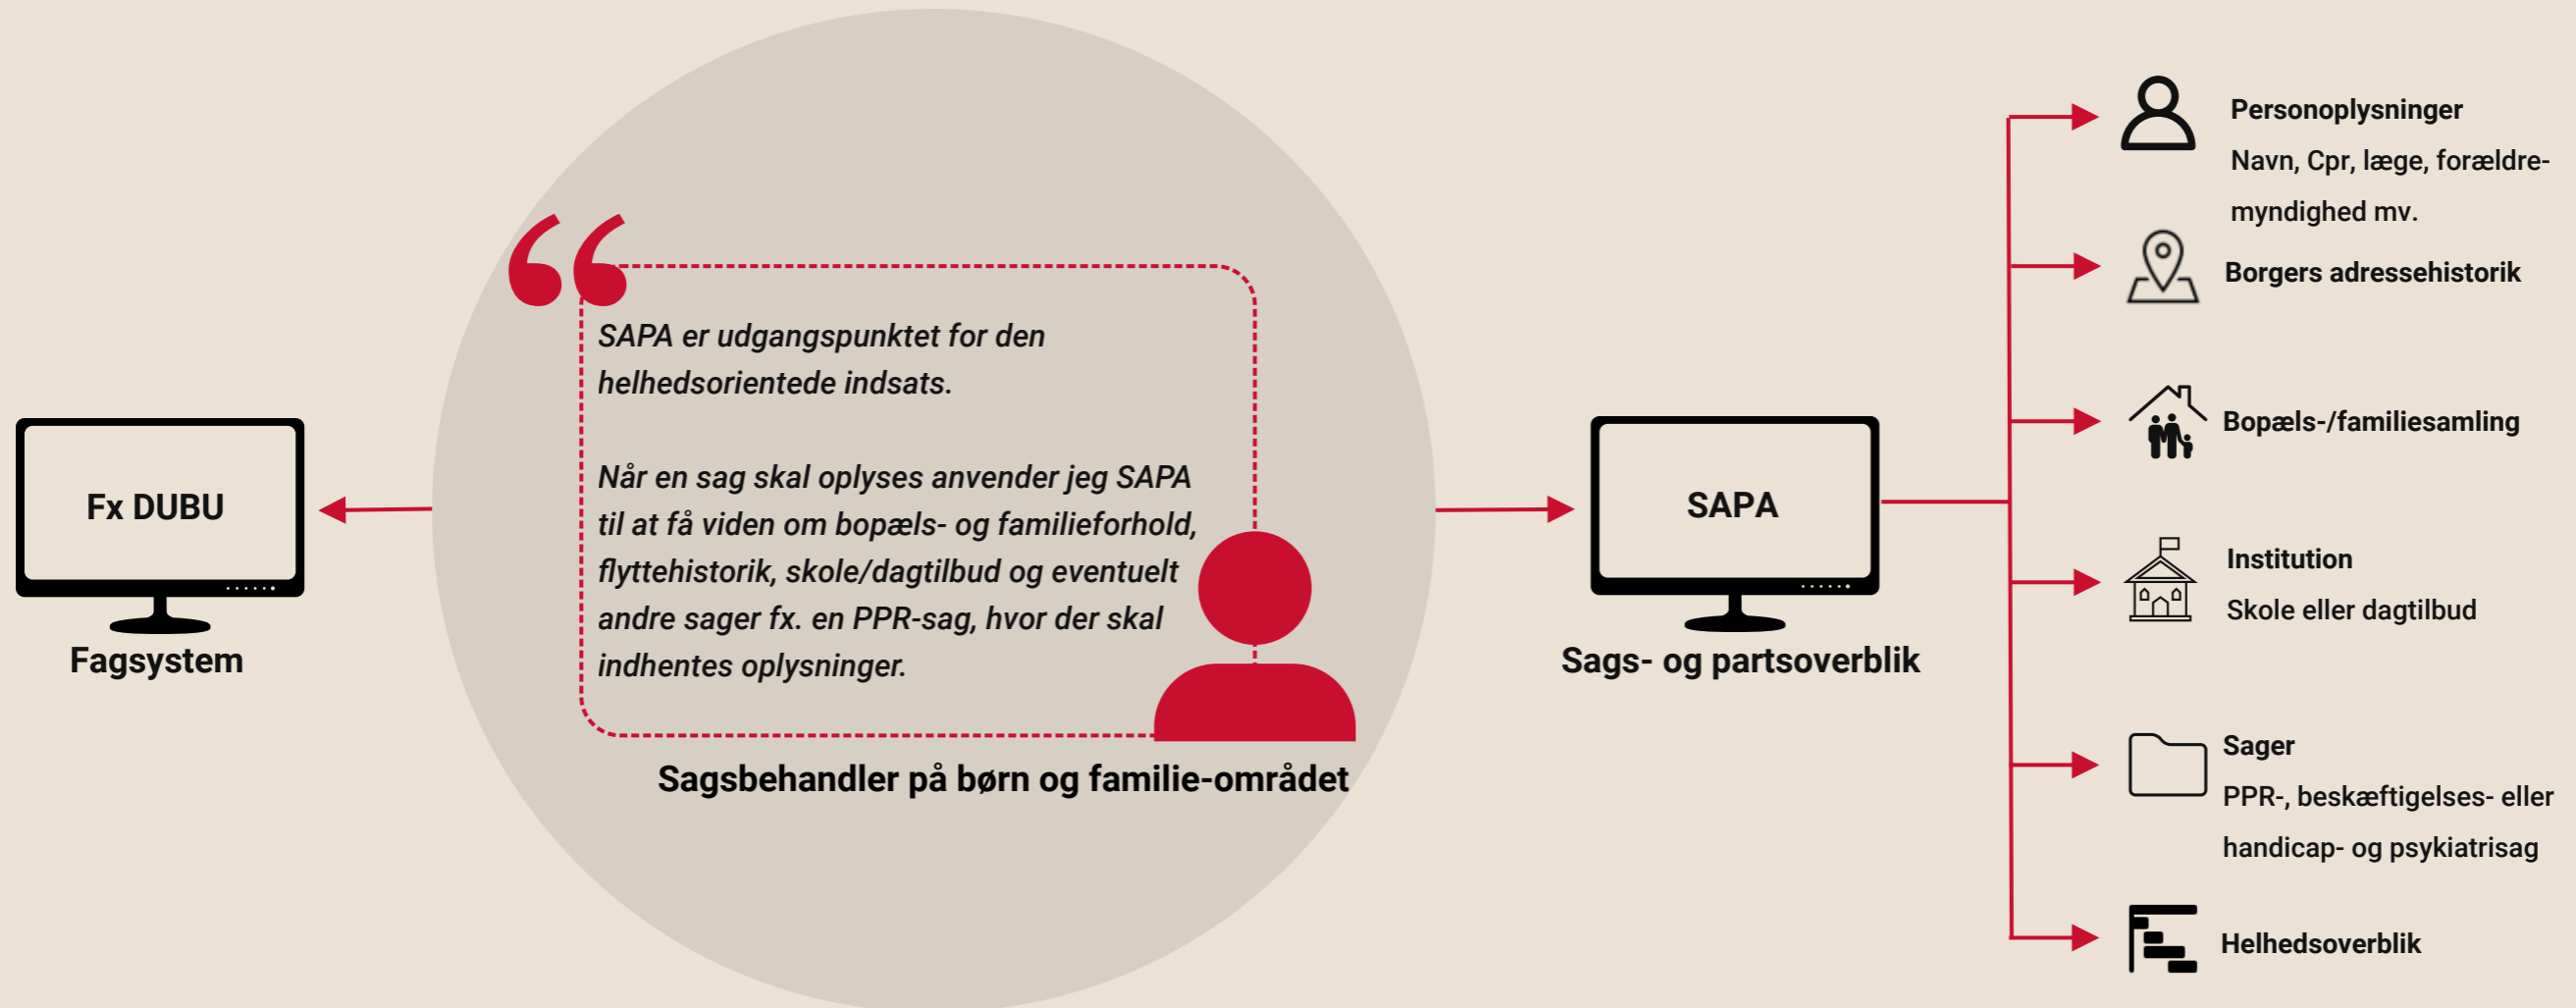 Fx DUBU
Fagsystem
SAPA er udgangspunktet for den
helhedsorientede indsats.
Når en sag skal oplyses anvender jeg SAPA
til at få viden om bopæls- og familieforhold,
flyttehistorik, skole/dagtilbud og eventuelt
andre sager fx. en PPR-sag, hvor der skal
indhentes oplysninger.
Sagsbehandler på børn og familie-området
SAPA
Sags- og partsoverblik
Personoplysninger
Navn, Cpr, læge, forældre-
myndighed mv.
Borgers adressehistorik
Bopæls-/familiesamling
Institution
Skole eller dagtilbud
Sager
PPR-, beskæftigelses- eller
handicap- og psykiatrisag
Helhedsoverblik